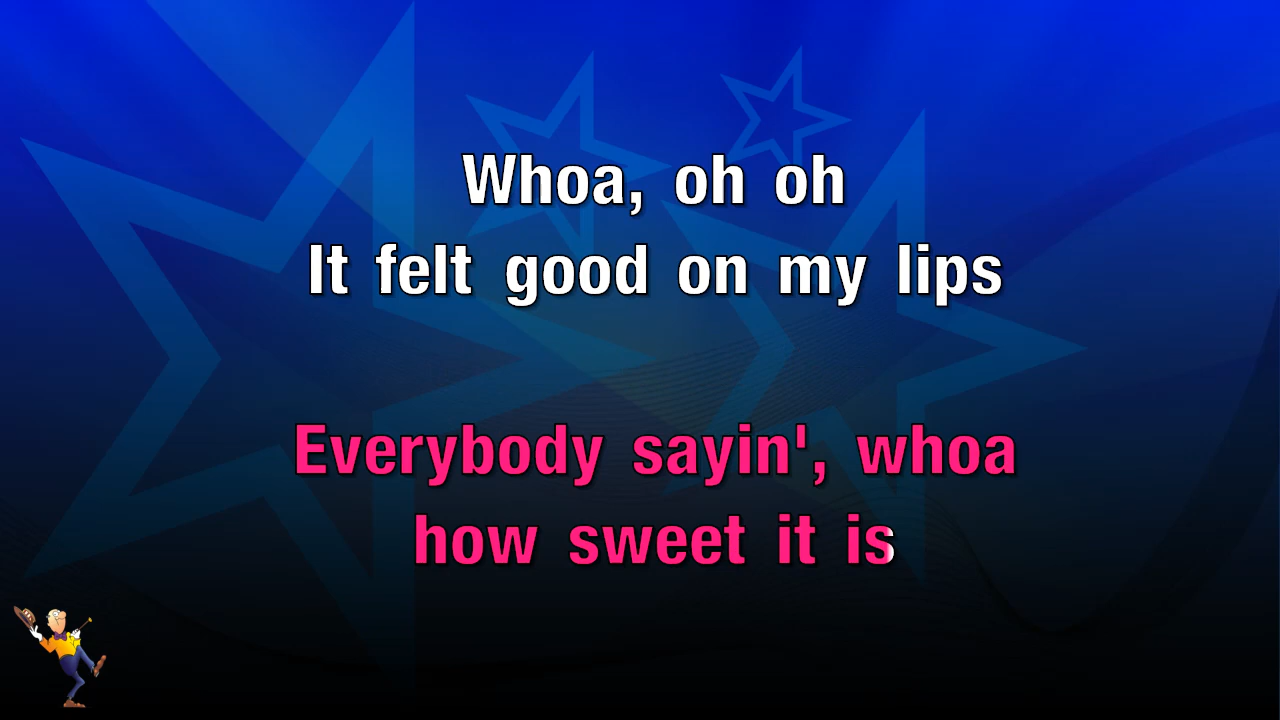 Whoa, oh oh
It felt good on my lips
Everybody sayin', whoa
how sweet it is